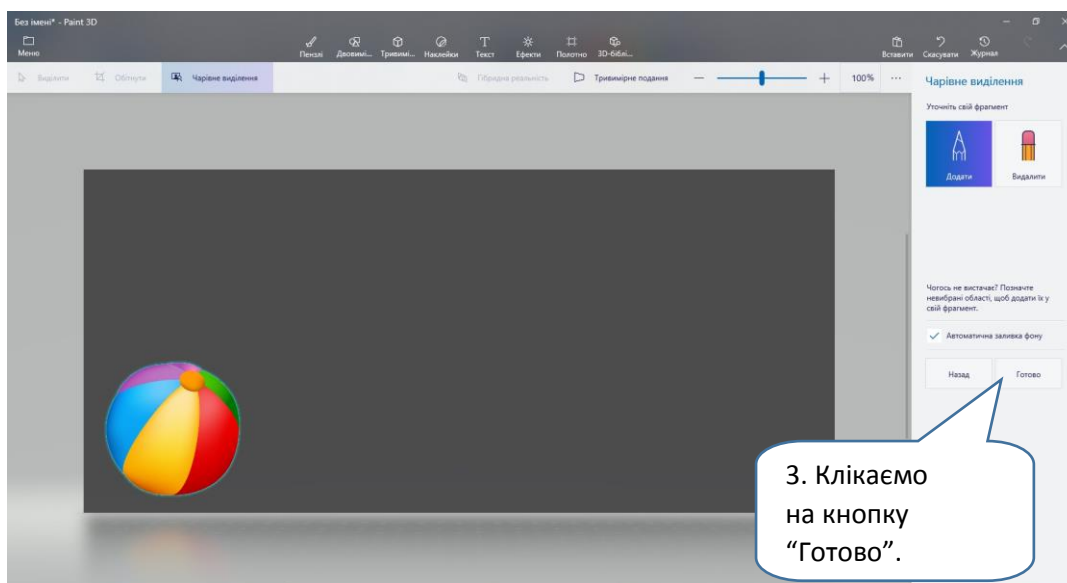 Без імені* - Paint 3D
Меню
Пензлі Двовимі... Тривимі... Наклейки Текст Ефекти Полотно 3D-біблі...
Вставити Скасувати Журнал
Виділити Обітнути Чарівне виділення Гібридна реальність Тривимірне подання 100% ...
Чарівне виділення
Уточніть свій фрагмент
Додати Видалити
Чогось не вистачає? Позначте
невибрані області, щоб додати їх у
свій фрагмент.
Автоматична заливка фону
Назад Готово
3. Клікаємо
на кнопку
“Готово”.